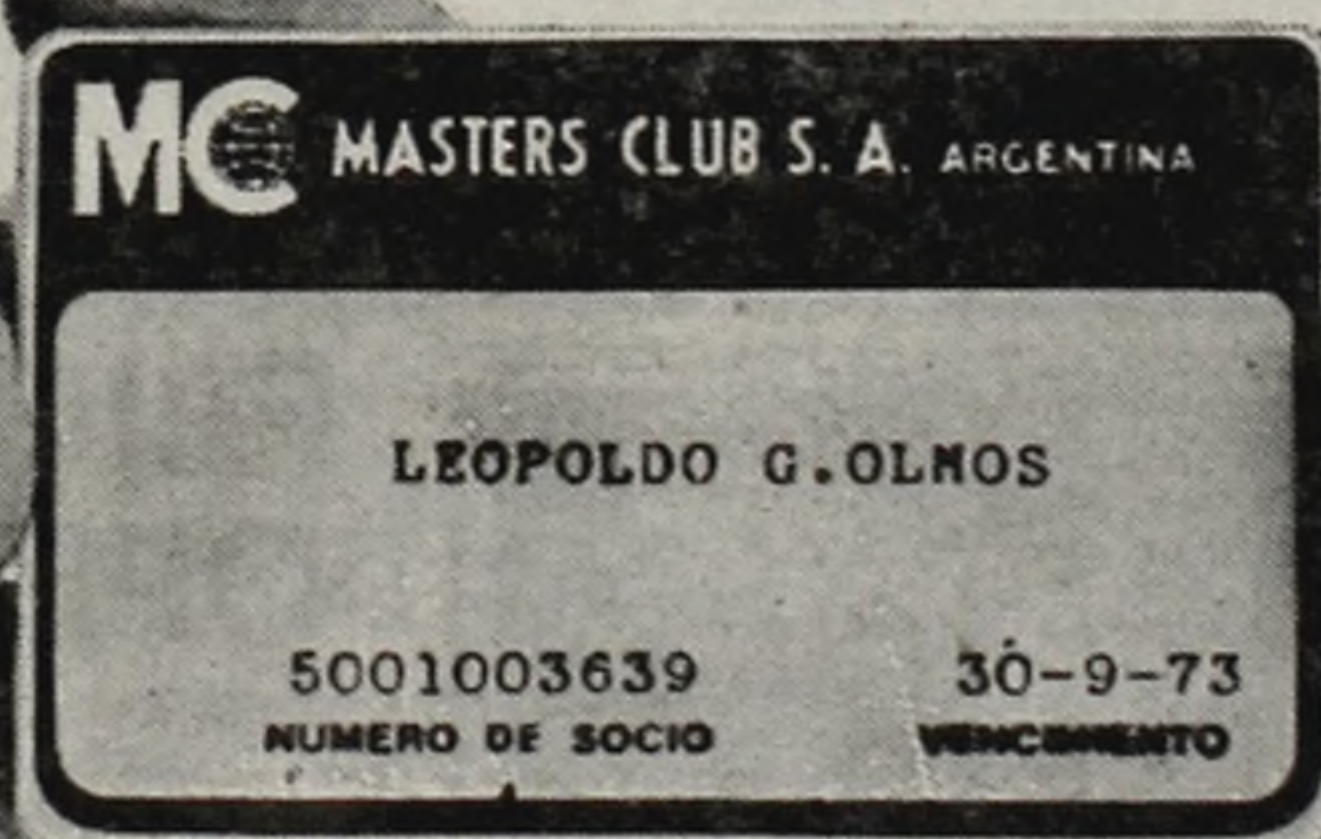 MC MASTERS CLUB S. A. ARGENTINA
LEOPOLDO G.OLMOS
5001003639 30-9-73
NUMERO DE SOCIO VENCIMIENTO